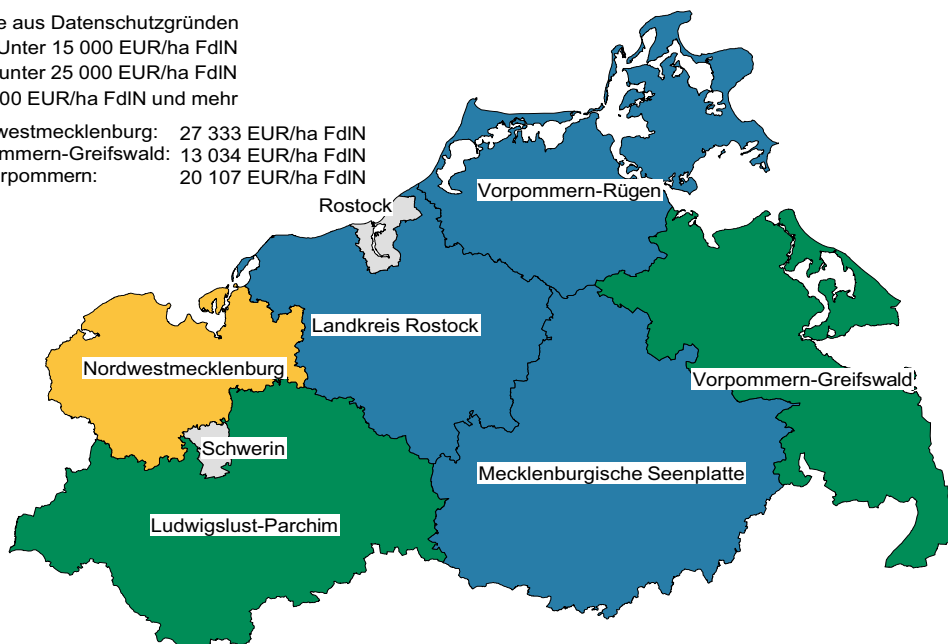 e aus Datenschutzgründen
Unter 15 000 EUR/ha FdlN
unter 25 000 EUR/ha FdlN
00 EUR/ha FdlN und mehr
westmecklenburg: 27 333 EUR/ha FdlN
mmern-Greifswald: 13 034 EUR/ha FdlN
rpommern: 20 107 EUR/ha FdlN
Vorpommern-Rügen
Rostock
Landkreis Rostock
Nordwestmecklenburg
Vorpommern-Greifswald
Schwerin
Mecklenburgische Seenplatte
Ludwigslust-Parchim